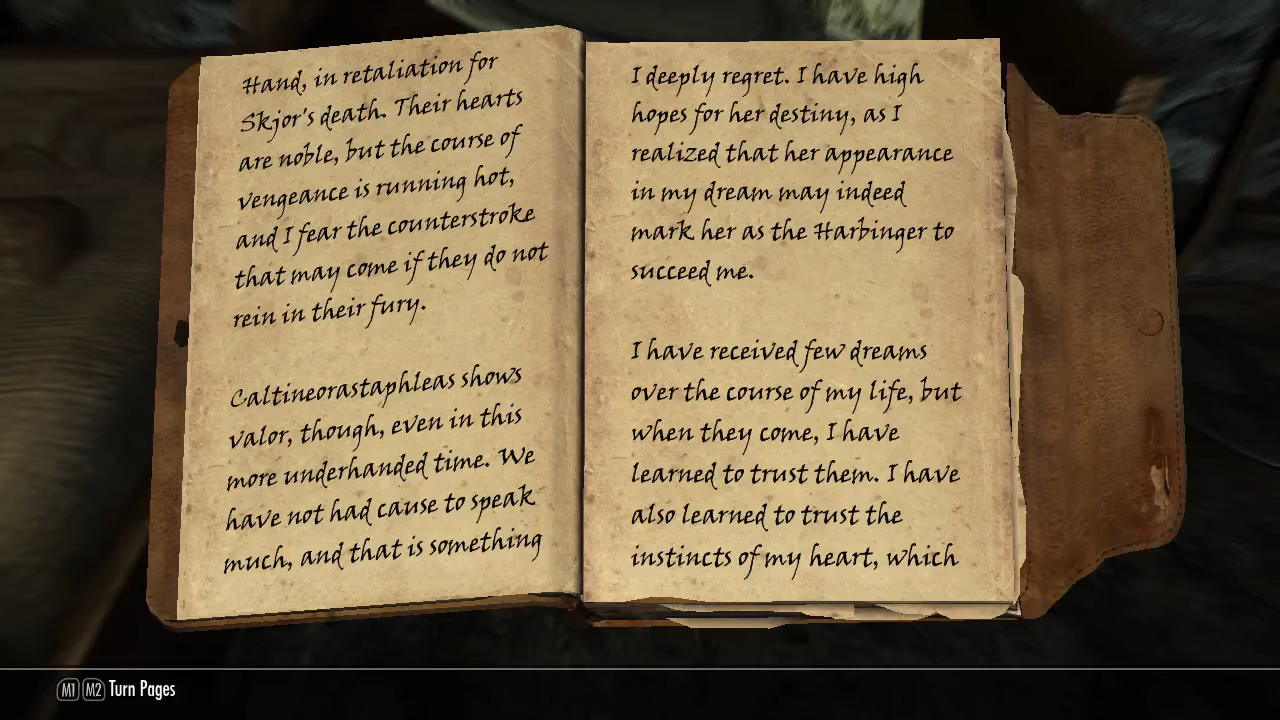 Hand, in retaliation for
Skjor's death. Their hearts
are noble, but the course of
vengeance is running hot,
and I fear the counterstroke
that may come if they do not
rein in their fury.
Caltineorastaphleas shows
valor, though, even in this
more underhanded time. We
have not had cause to speak
much, and that is something
I deeply regret. I have high
hopes for her destiny, as I
realized that her appearance
in my dream may indeed
mark her as the Harbinger to
succeed me.
I have received few dreams
over the course of my life, but
when they come, I have
learned to trust them. I have
also learned to trust the
instincts of my heart, which
M1 M2 Turn Pages